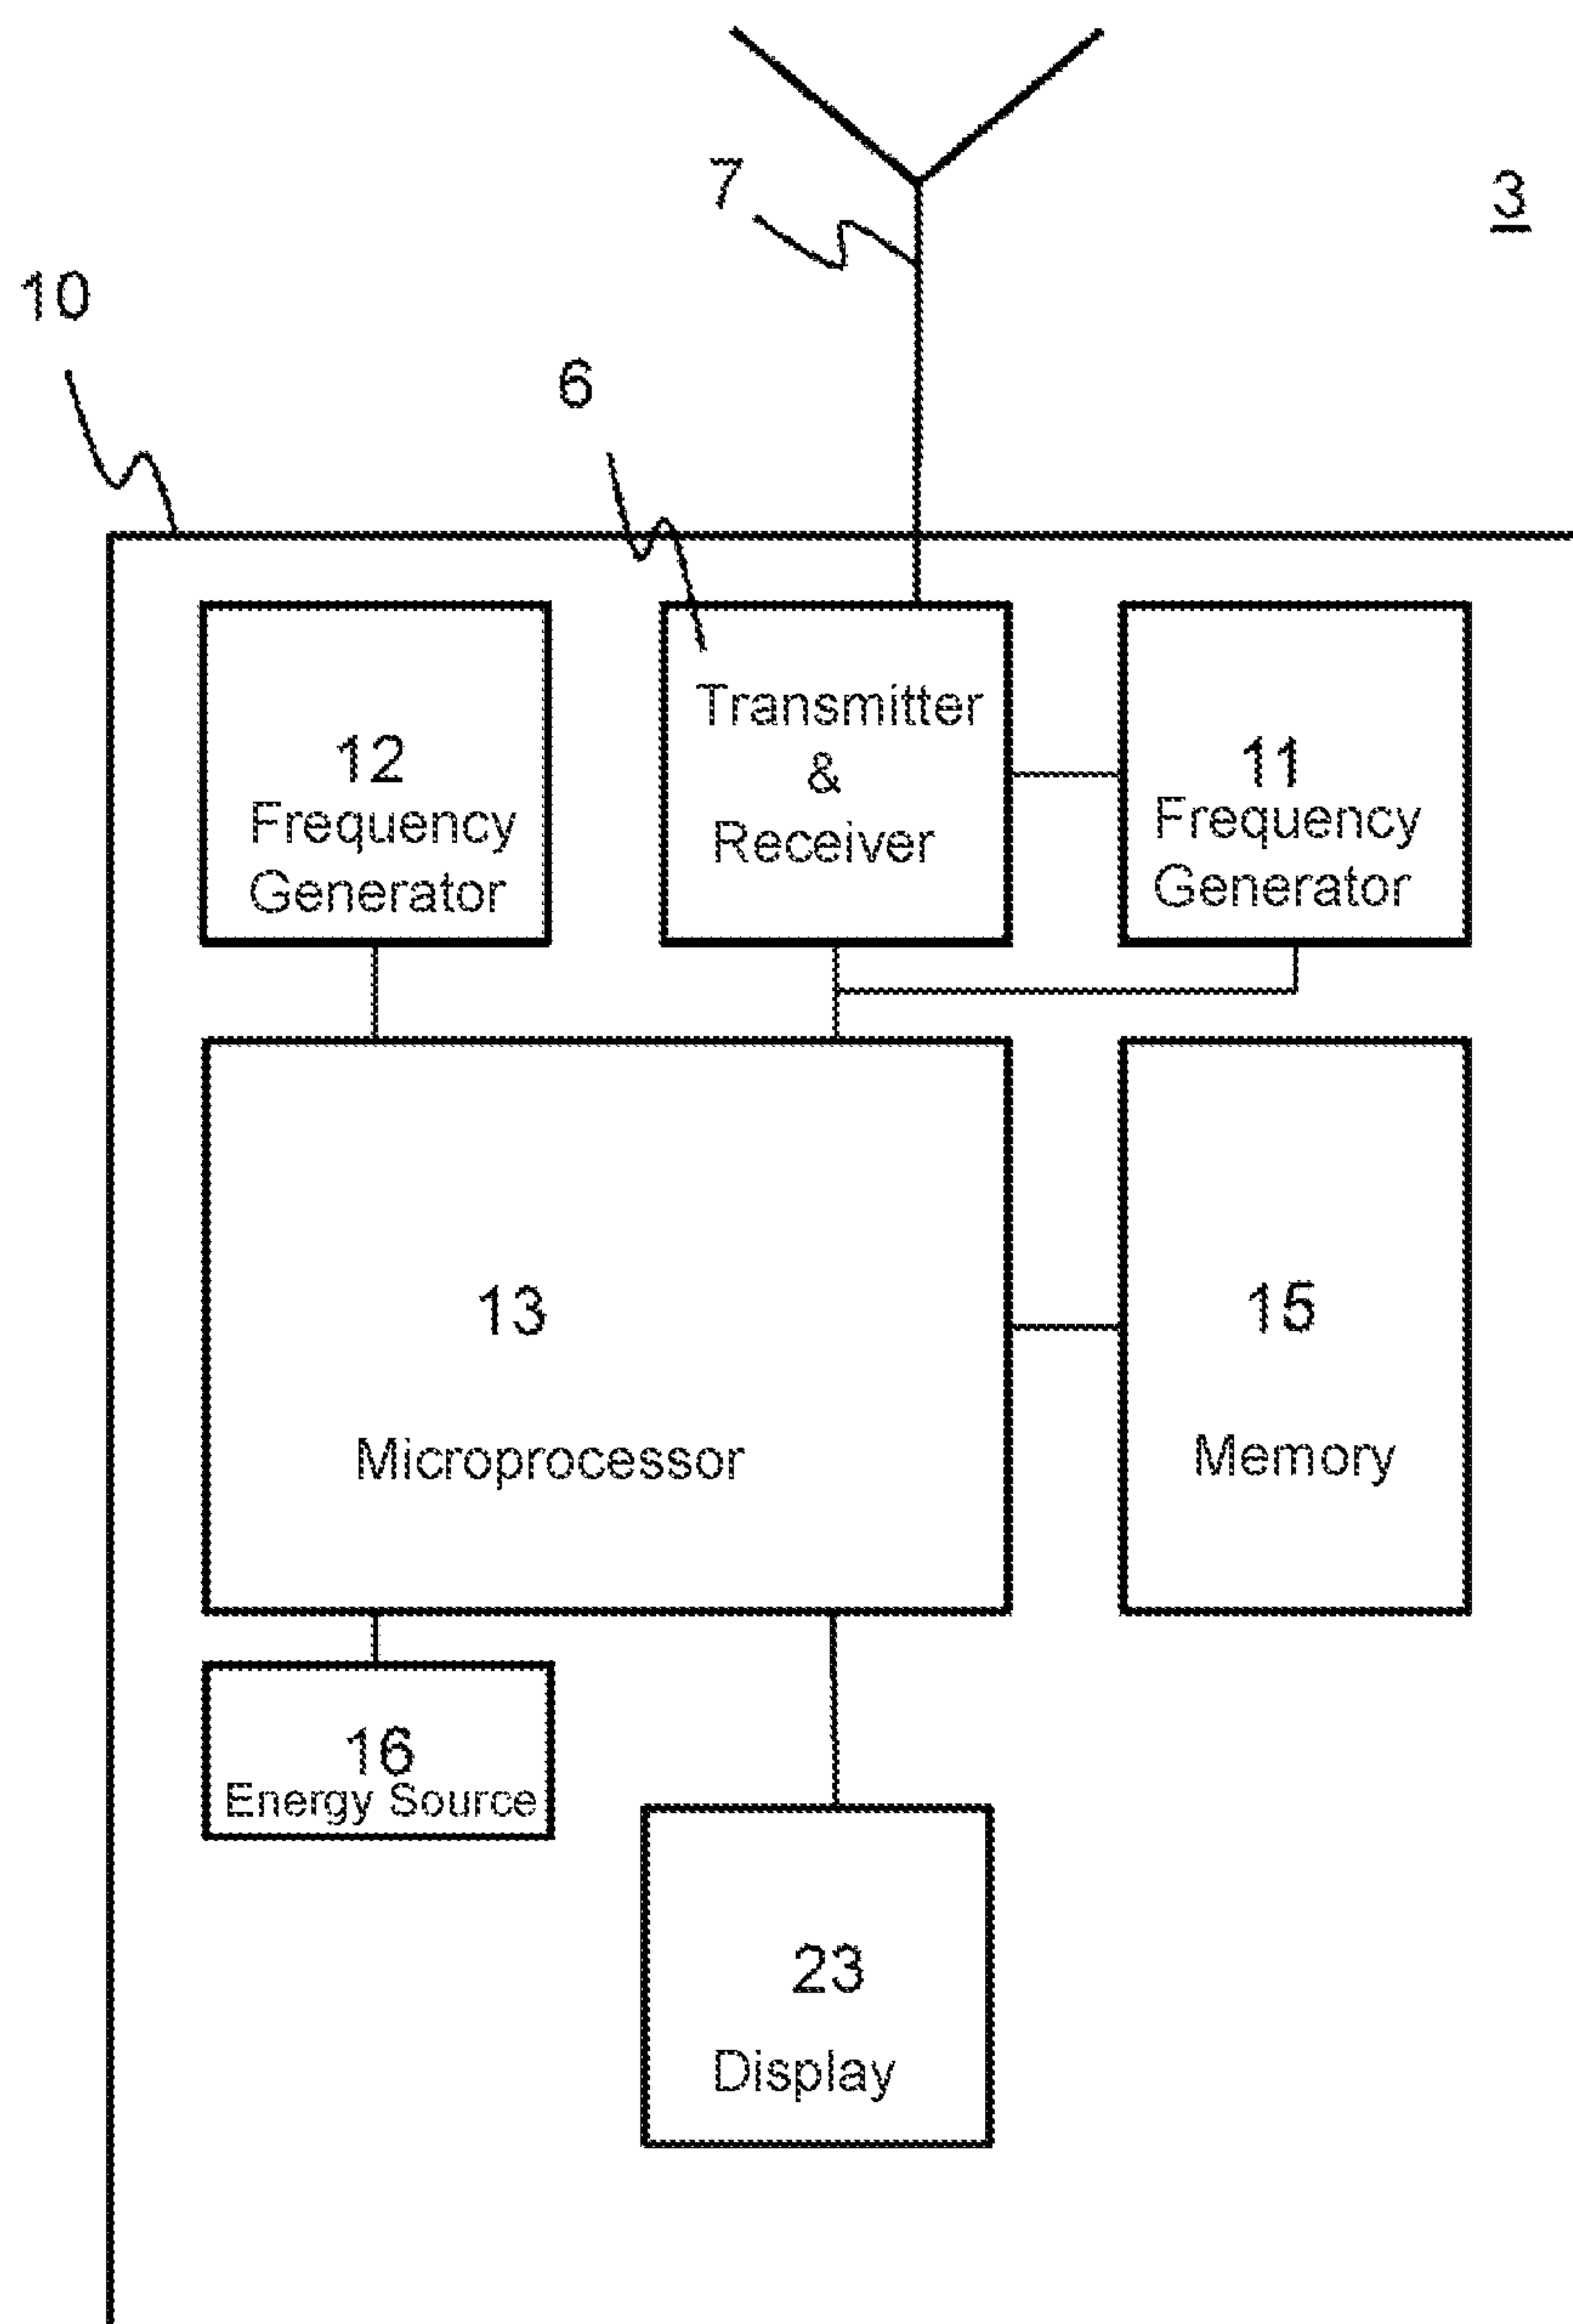 7
3
10
6
12
Frequency
Generator
Transmitter
&
Receiver
11
Frequency
Generator
13
Microprocessor
15
Memory
16
Energy Source
23
Display